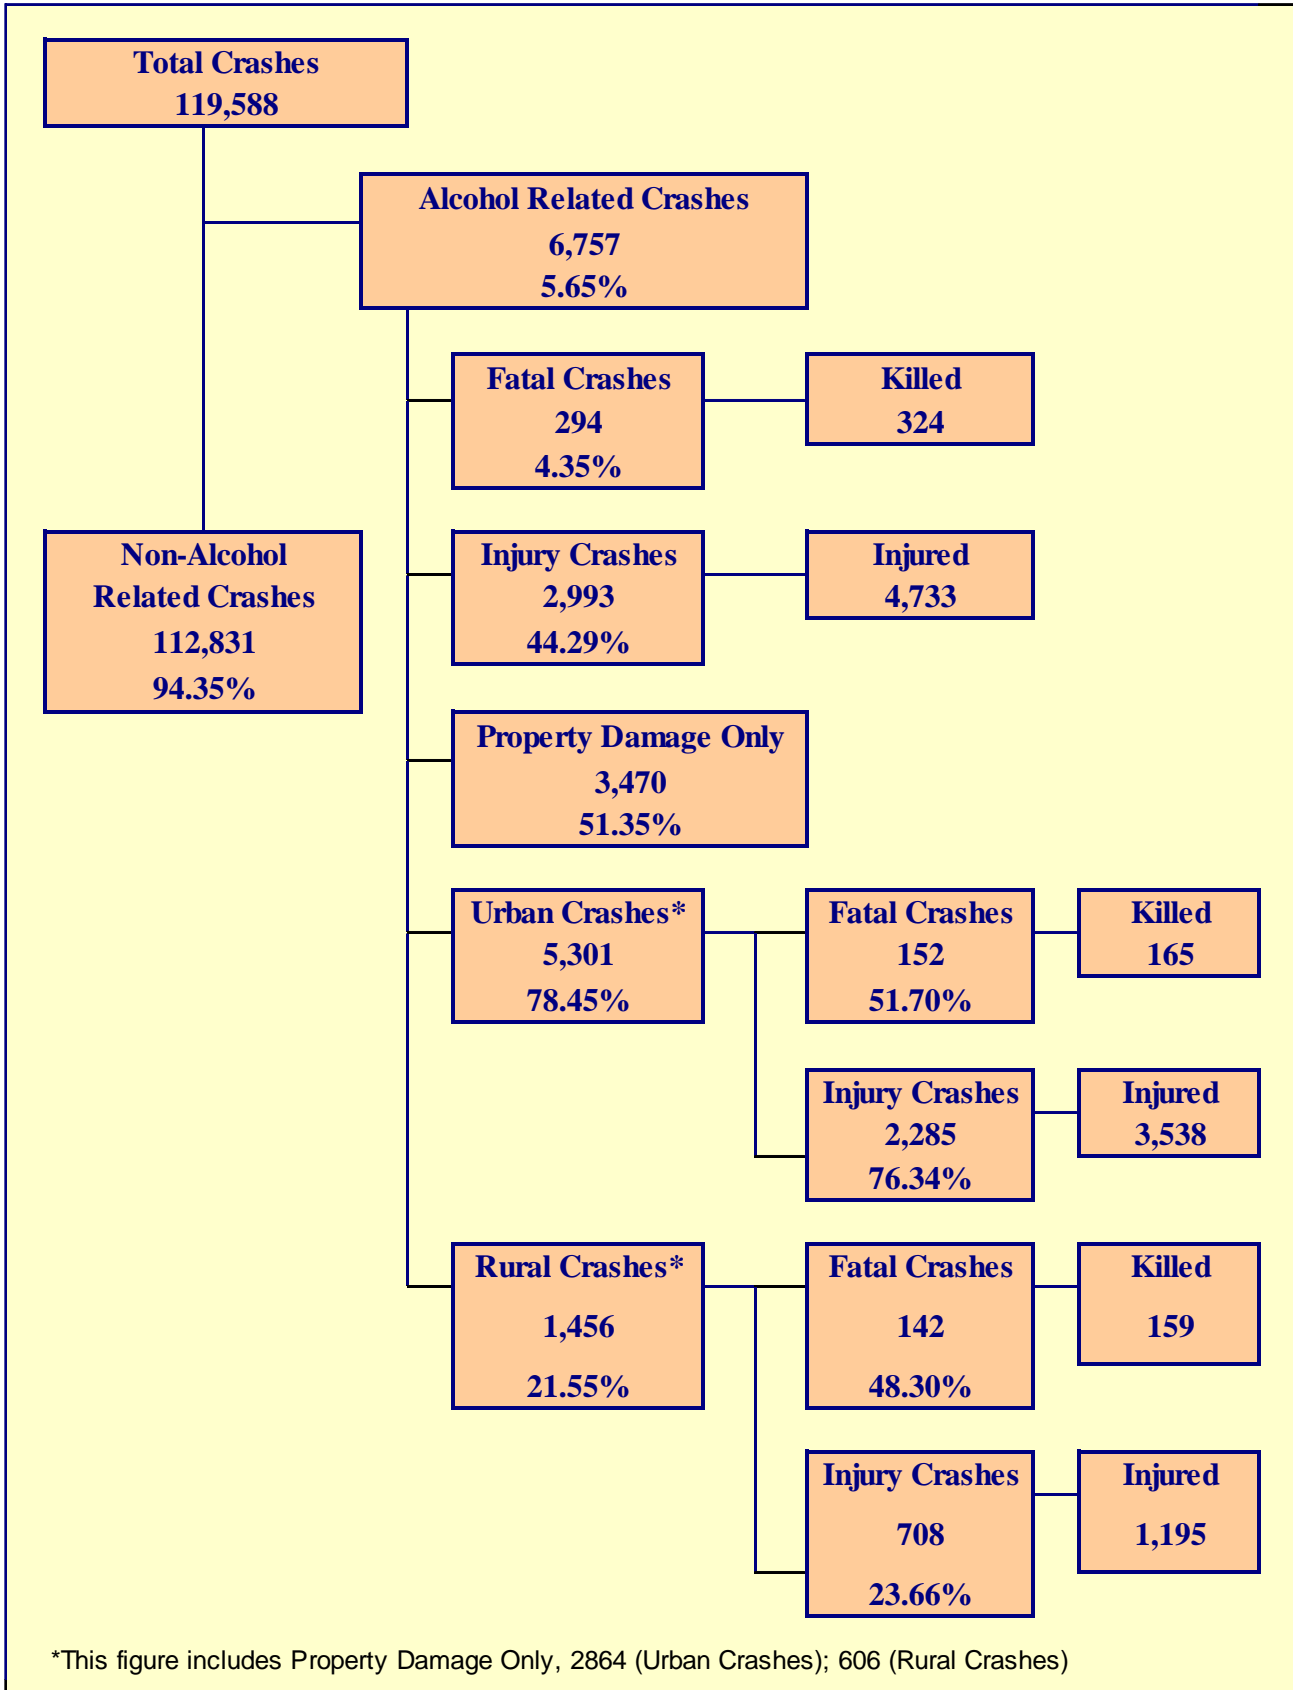 Total Crashes
119,588
Alcohol Related Crashes
6,757
5.65%
Fatal Crashes
294
4.35%
Killed
324
Non-Alcohol
Related Crashes
112,831
94.35%
Injury Crashes
2,993
44.29%
Injured
4,733
Property Damage Only
3,470
51.35%
Urban Crashes*
5,301
78.45%
Fatal Crashes
152
51.70%
Killed
165
Injury Crashes
2,285
76.34%
Injured
3,538
Rural Crashes*
1,456
21.55%
Fatal Crashes
142
48.30%
Killed
159
Injury Crashes
708
23.66%
Injured
1,195
*This figure includes Property Damage Only, 2864 (Urban Crashes); 606 (Rural Crashes)